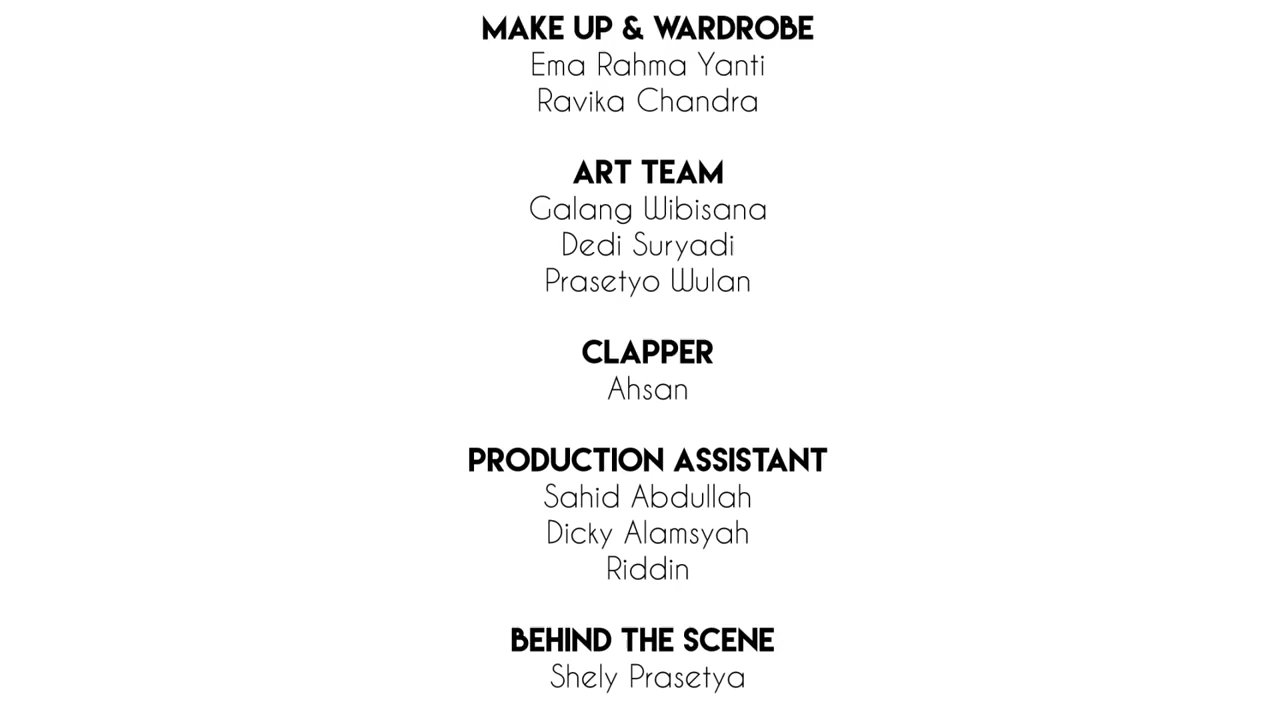 MAKE UP & WARDROBE
Ema Rahma Yanti
Ravika Chandra
ART TEAM
Galang Wibisana
Dedi Suryadi
Prasetyo Wulan
CLAPPER
Ahsan
PRODUCTION ASSISTANT
Sahid Abdullah
Dicky Alamsyah
Riddin
BEHIND THE SCENE
Shely Prasetya